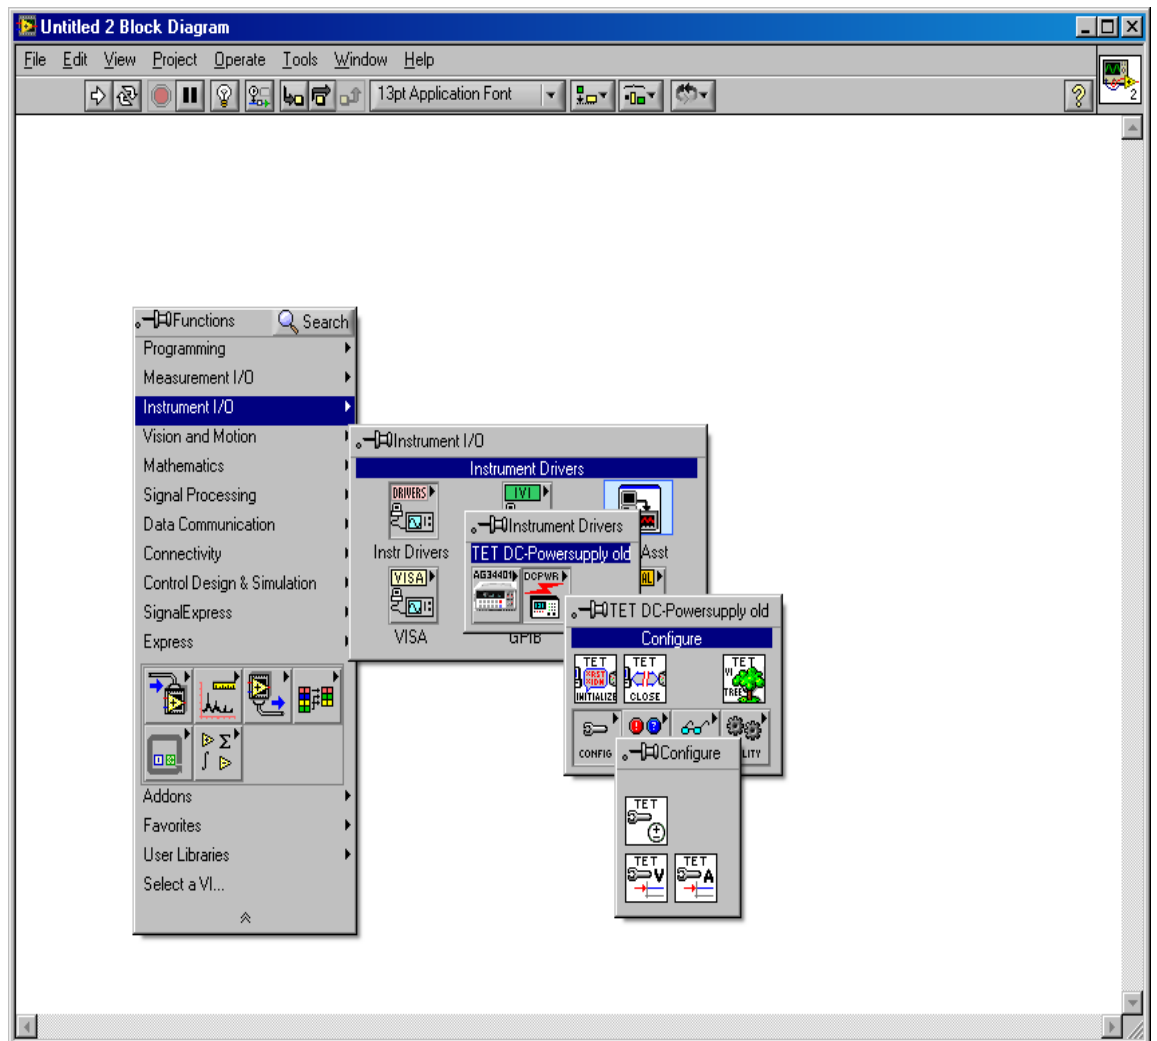 Untitled 2 Block Diagram
File Edit View Project Operate Tools Window Help
13pt Application Font
2
Functions Search
Programming
Measurement I/O
Instrument I/O
Vision and Motion
Mathematics
Signal Processing
Data Communication
Connectivity
Control Design & Simulation
SignalExpress
Express
Addons
Favorites
User Libraries
Select a VI...
Instrument I/O
Instrument Drivers
DRIVERS IVI
Instr Drivers Asst
VISA AL
VISA GPIB
Instrument Drivers
TET DC-Powersupply old
AG34401 DCPWR
TET DC-Powersupply old
Configure
TET *RST INITIALIZE
TET CLOSE
TET VI TREE
CONFIG LITY
Configure
TET
TET V
TET A